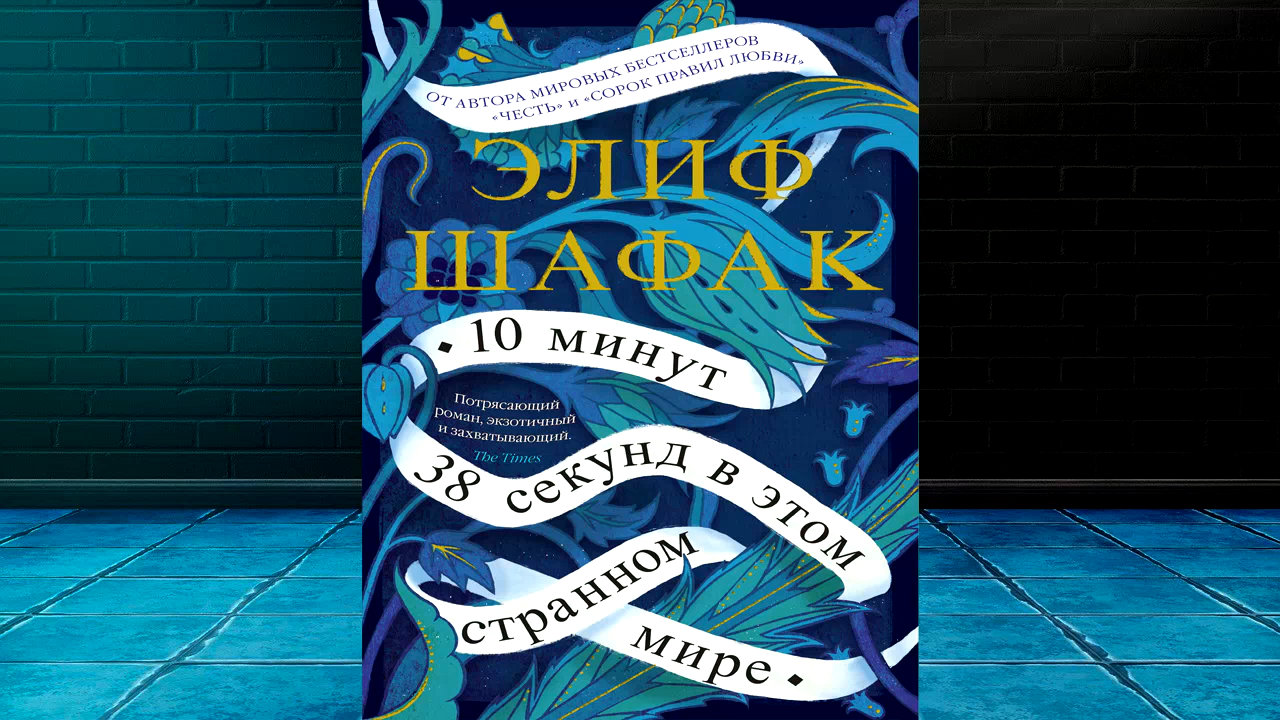 ОТ АВТОРА МИРОВЫХ БЕСТСЕЛЛЕРОВ
«ЧЕСТЬ» И «СОРОК ПРАВИЛ ЛЮБВИ»
ЭЛИФ
ШАФАК
10 минут
Потрясающий
роман, экзотичный
и захватывающий.
The Times
38 секунд в этом
странном
мире